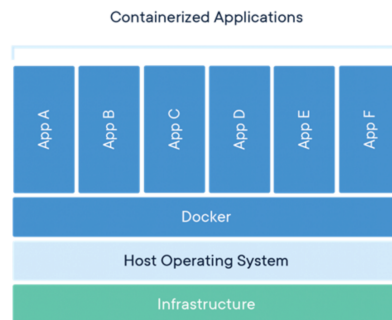 Containerized Applications
App A
App B
App C
App D
App E
App F
Docker
Host Operating System
Infrastructure